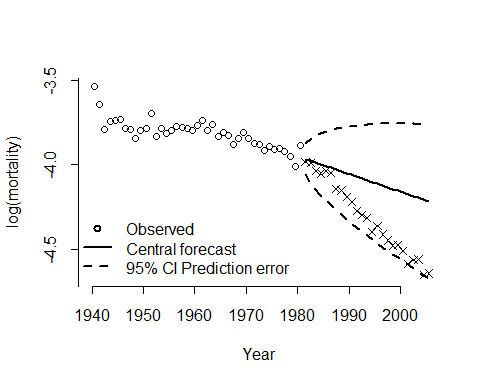 -3.5
-4.0
-4.5
log(mortality)
Observed
Central forecast
95% CI Prediction error
1940 1950 1960 1970 1980 1990 2000
Year